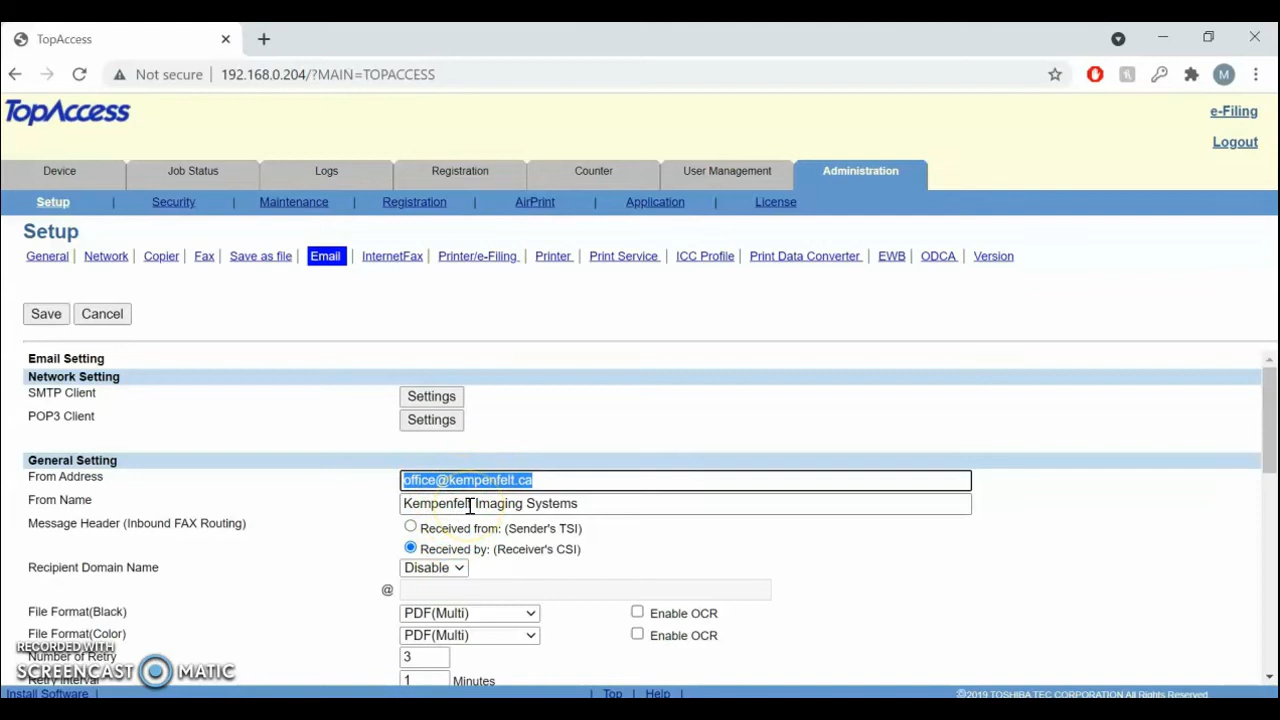 TopAccess
Not secure 192.168.0.204/?MAIN=TOPACCESS
M
TopAccess
e-Filing
Logout
Device Job Status Logs Registration Counter User Management Administration
Setup | Security | Maintenance | Registration | AirPrint | Application | License
Setup
General | Network | Copier | Fax | Save as file | Email | InternetFax | Printer/e-Filing | Printer | Print Service | ICC Profile | Print Data Converter | EWB | ODCA | Version
Save Cancel
Email Setting
Network Setting
SMTP Client Settings
POP3 Client Settings
General Setting
From Address office@kempenfelt.ca
From Name Kempenfelt Imaging Systems
Message Header (Inbound FAX Routing) Received from: (Sender's TSI)
Received by: (Receiver's CSI)
Recipient Domain Name Disable
@
File Format(Black) PDF(Multi) Enable OCR
File Format(Color) PDF(Multi) Enable OCR
Number of Retry 3
Retry Interval 1 Minutes
RECORDED WITH
SCREENCAST MATIC
Install Software | Top | Help | ©2019 TOSHIBA TEC CORPORATION All Rights Reserved.